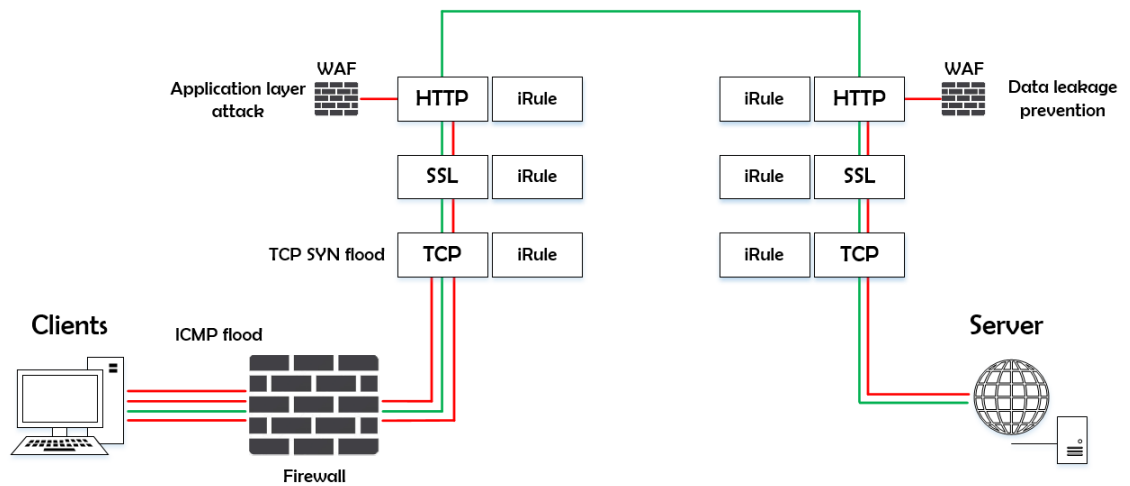 WAF
Application layer
attack
HTTP
iRule
iRule
HTTP
WAF
Data leakage
prevention
SSL
iRule
iRule
SSL
TCP SYN flood
TCP
iRule
iRule
TCP
Clients
ICMP flood
Server
Firewall